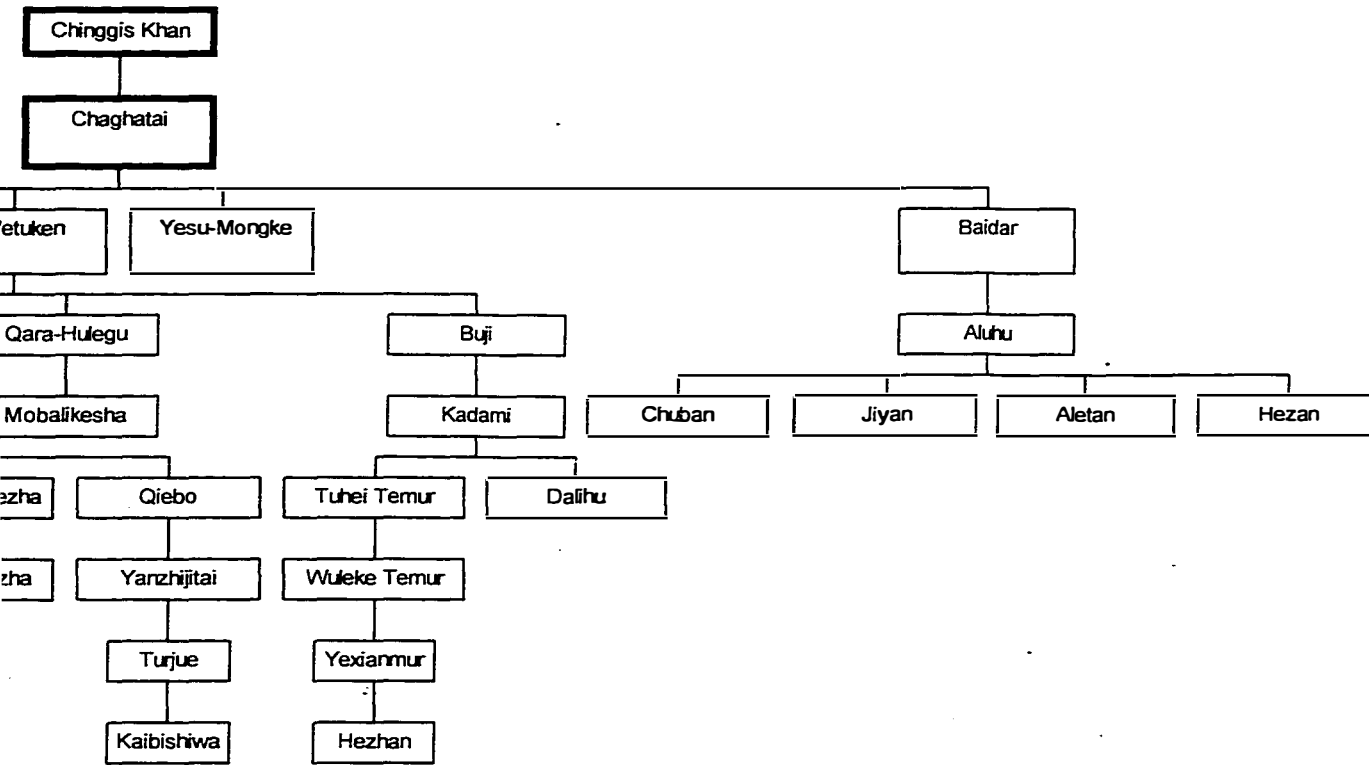 Chinggis Khan
Chaghatai
Yesu-Mongke
Baidar
Qara-Hulegu
Buji
Aluhu
Mobalikesha
Kadami
Chuban
Jiyan
Aletan
Hezan
Qiebo
Tuhei Temur
Dalihu
Yanzhijitai
Wuleke Temur
Turjue
Yexianmur
Kaibishiwa
Hezhan